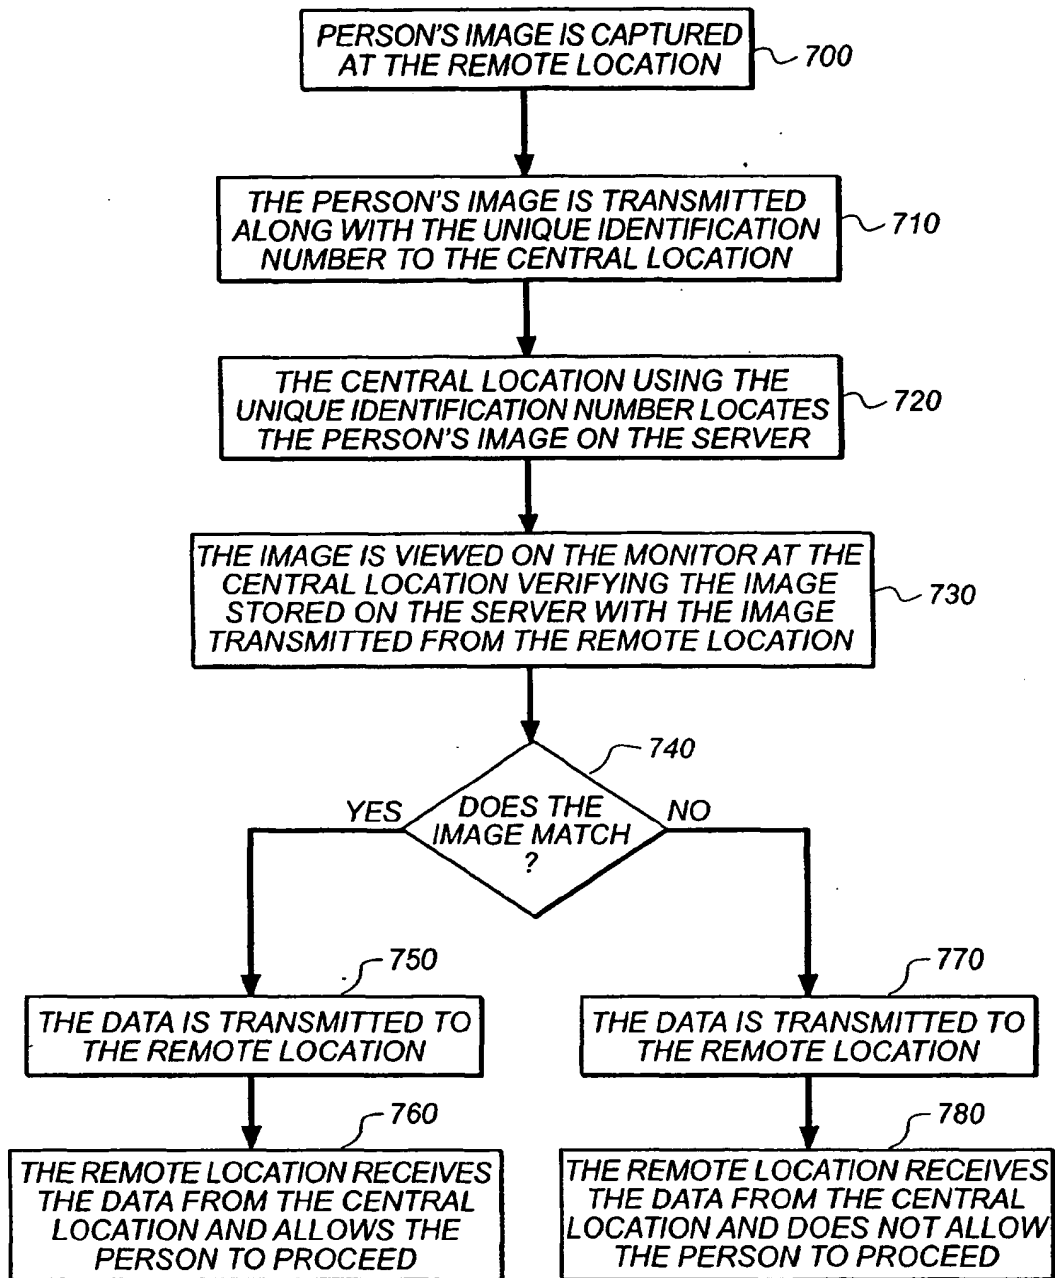 PERSON'S IMAGE IS CAPTURED
AT THE REMOTE LOCATION
700
THE PERSON'S IMAGE IS TRANSMITTED
ALONG WITH THE UNIQUE IDENTIFICATION
NUMBER TO THE CENTRAL LOCATION
710
THE CENTRAL LOCATION USING THE
UNIQUE IDENTIFICATION NUMBER LOCATES
THE PERSON'S IMAGE ON THE SERVER
720
THE IMAGE IS VIEWED ON THE MONITOR AT THE
CENTRAL LOCATION VERIFYING THE IMAGE
STORED ON THE SERVER WITH THE IMAGE
TRANSMITTED FROM THE REMOTE LOCATION
730
740
YES
DOES THE
IMAGE MATCH
?
NO
750
THE DATA IS TRANSMITTED TO
THE REMOTE LOCATION
770
THE DATA IS TRANSMITTED TO
THE REMOTE LOCATION
760
THE REMOTE LOCATION RECEIVES
THE DATA FROM THE CENTRAL
LOCATION AND ALLOWS THE
PERSON TO PROCEED
780
THE REMOTE LOCATION RECEIVES
THE DATA FROM THE CENTRAL
LOCATION AND DOES NOT ALLOW
THE PERSON TO PROCEED